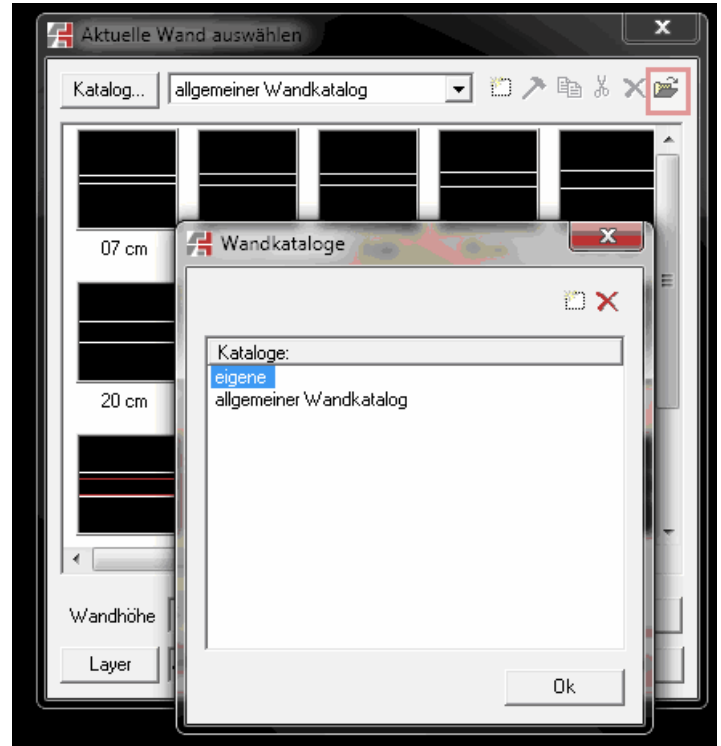 Aktuelle Wand auswählen
Katalog... allgemeiner Wandkatalog
07 cm
Wandkataloge
Kataloge:
eigene
allgemeiner Wandkatalog
20 cm
Wandhöhe
Layer
Ok